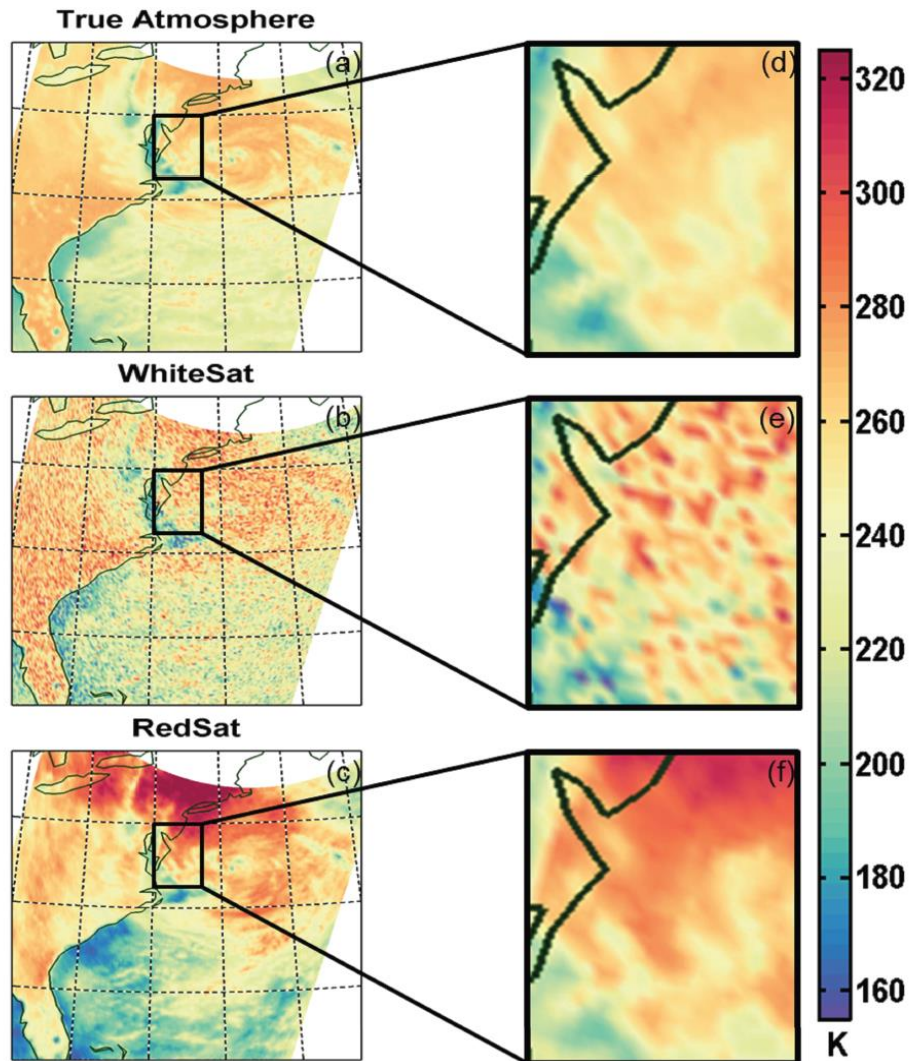 True Atmosphere
(a)
(d)
WhiteSat
(b)
(e)
RedSat
(c)
(f)
320
300
280
260
240
220
200
180
160
K